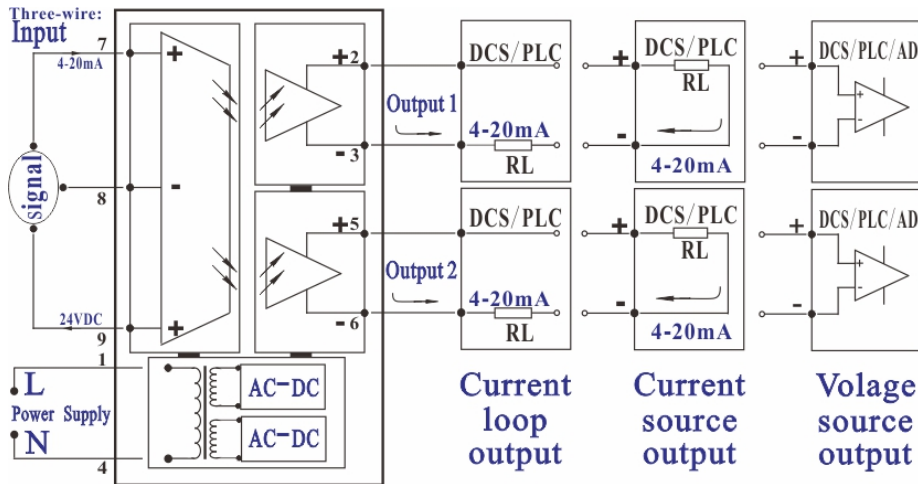 Three-wire:
Input
7
4-20mA
signal
8
24VDC
9
1
L
Power Supply
N
4
+
-
+
+2
-3
+5
-6
AC-DC
AC-DC
Output 1
Output 2
DCS/PLC
4-20mA
RL
DCS/PLC
4-20mA
RL
+
DCS/PLC
RL
-
4-20mA
+
DCS/PLC
RL
-
4-20mA
+
DCS/PLC/AD
+
-
-
+
DCS/PLC/AD
+
-
-
Current
loop
output
Current
source
output
Volage
source
output